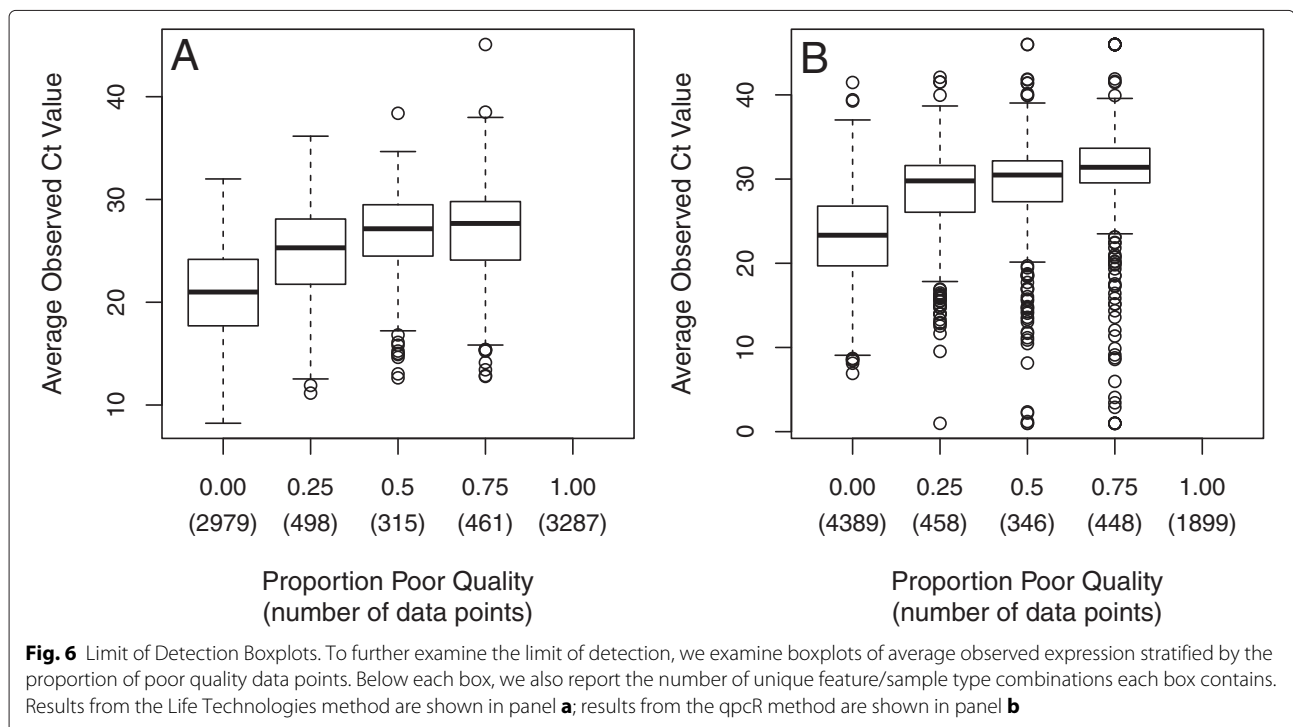 A
Average Observed Ct Value
40
30
20
10
0.00 0.25 0.5 0.75 1.00
(2979) (498) (315) (461) (3287)
Proportion Poor Quality
(number of data points)
B
Average Observed Ct Value
40
30
20
10
0
0.00 0.25 0.5 0.75 1.00
(4389) (458) (346) (448) (1899)
Proportion Poor Quality
(number of data points)
Fig. 6 Limit of Detection Boxplots. To further examine the limit of detection, we examine boxplots of average observed expression stratified by the
proportion of poor quality data points. Below each box, we also report the number of unique feature/sample type combinations each box contains.
Results from the Life Technologies method are shown in panel a; results from the qpcR method are shown in panel b